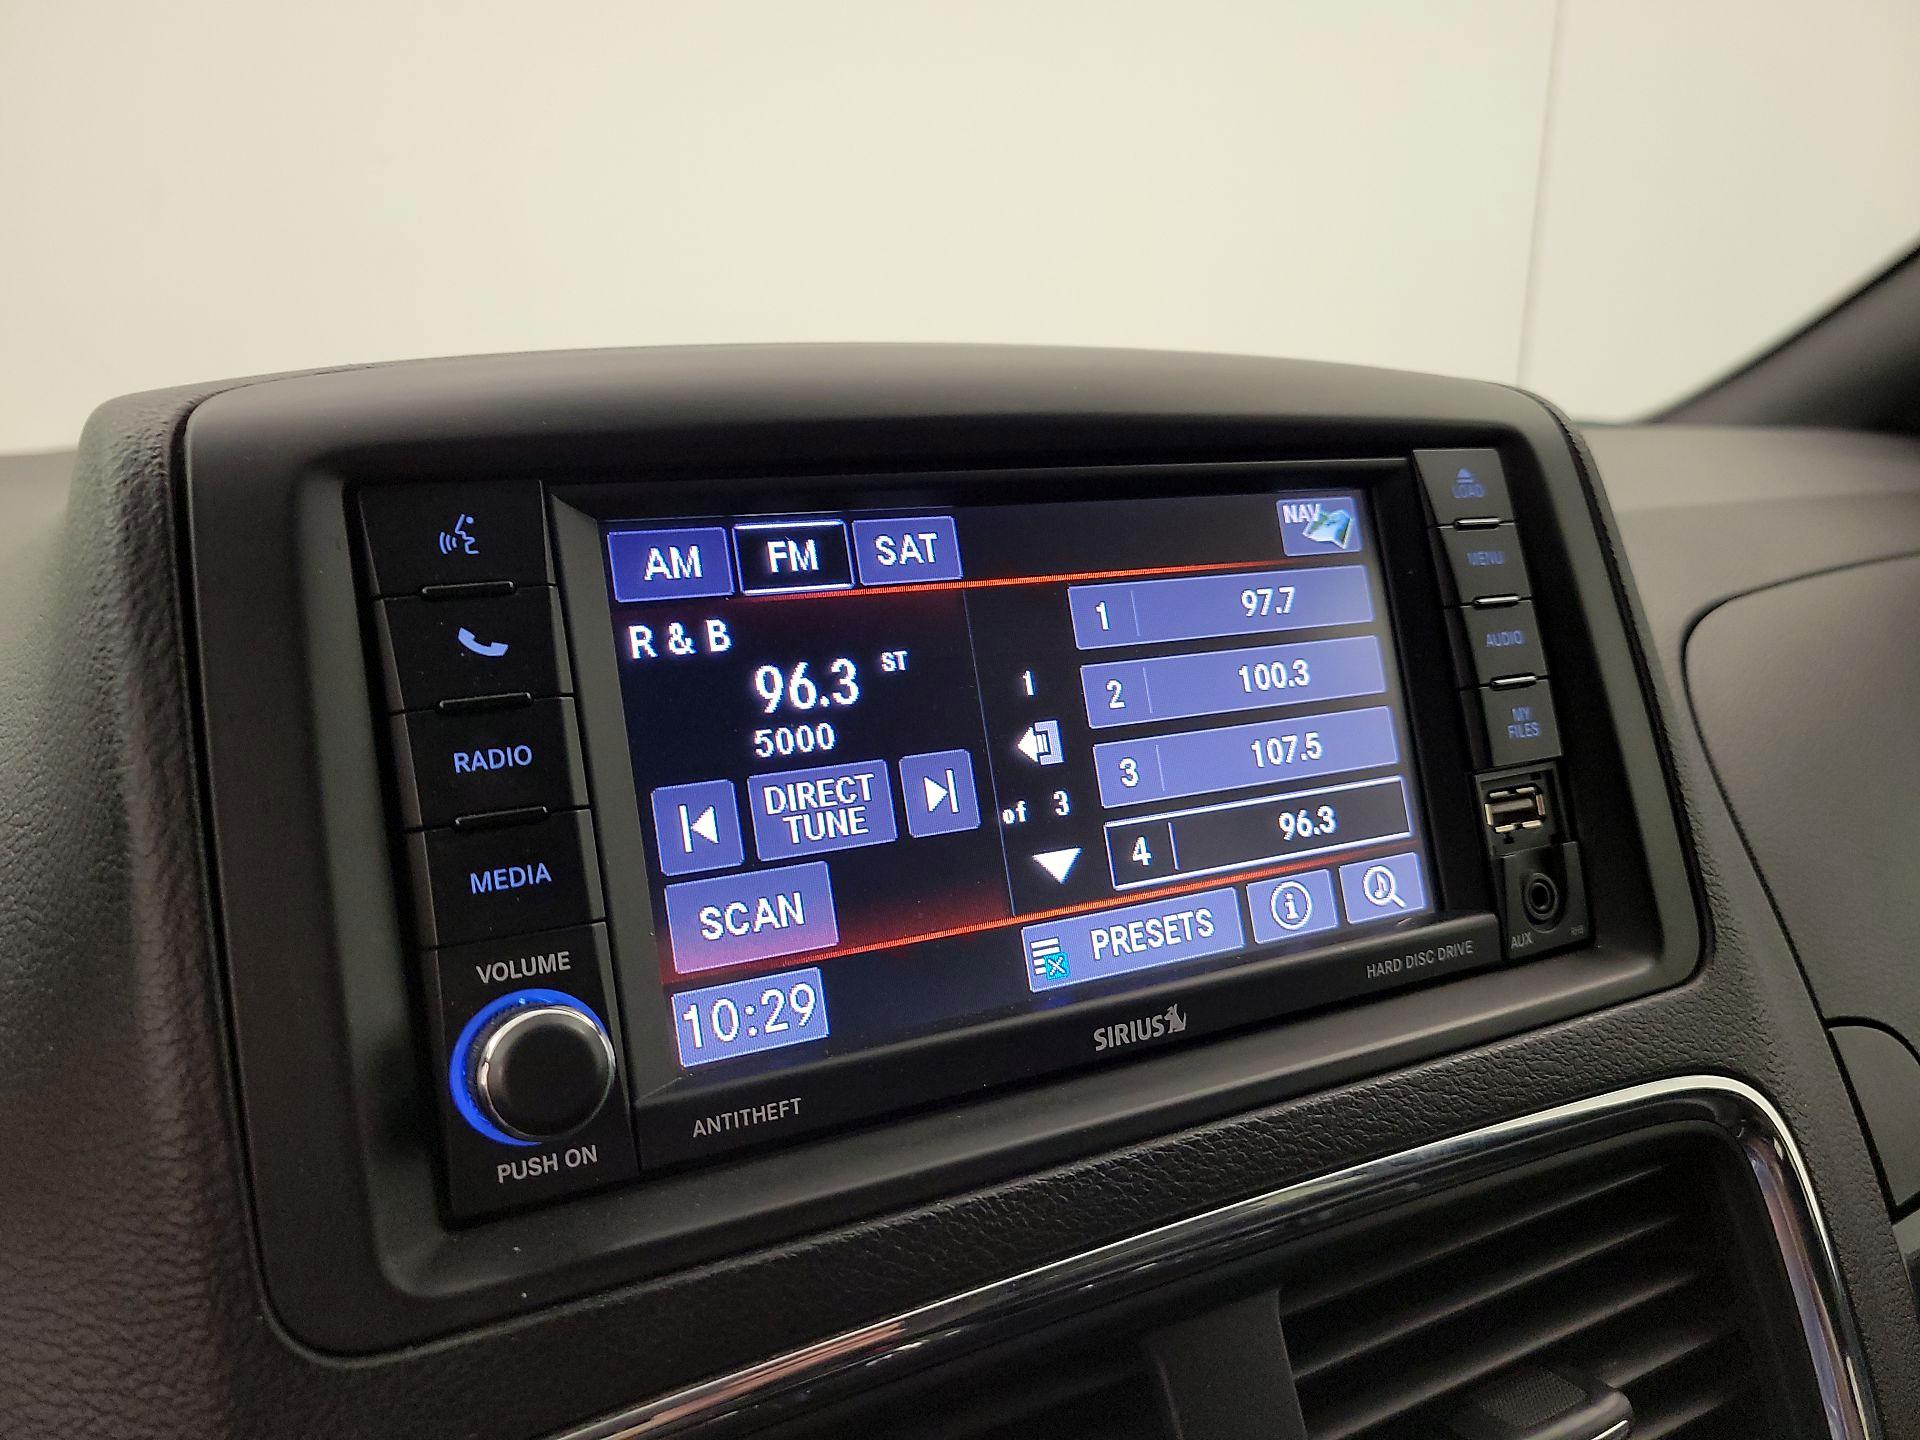 AM FM SAT NAV
R & B
96.3 ST
5000
DIRECT
TUNE
SCAN
10:29
1
of 3
1 97.7
2 100.3
3 107.5
4 96.3
PRESETS
RADIO
MEDIA
VOLUME
PUSH ON
ANTITHEFT
SIRIUS
HARD DISC DRIVE
LOAD
MENU
AUDIO
MY
FILES
AUX